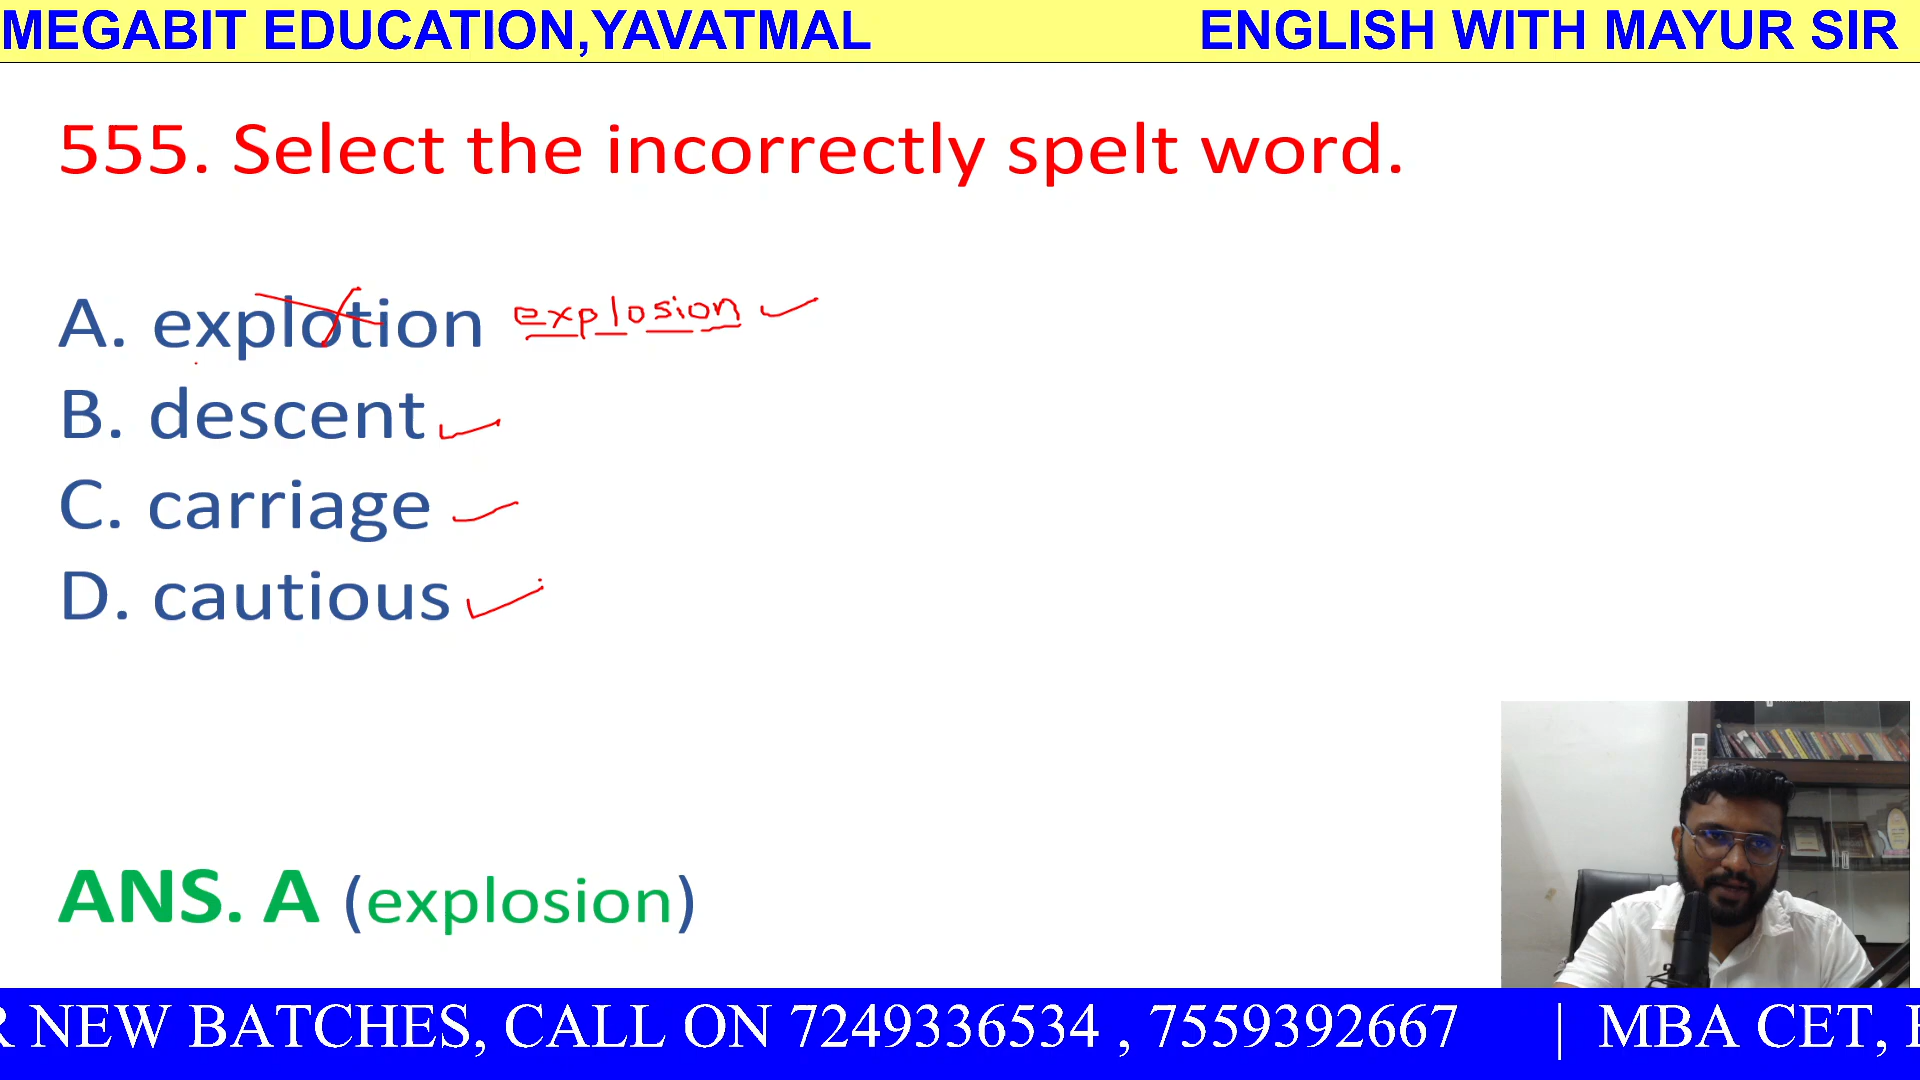 MEGABIT EDUCATION,YAVATMAL ENGLISH WITH MAYUR SIR
555. Select the incorrectly spelt word.
A. explotion explosion
B. descent
C. carriage
D. cautious
ANS. A (explosion)
R NEW BATCHES, CALL ON 7249336534 , 7559392667 | MBA CET,